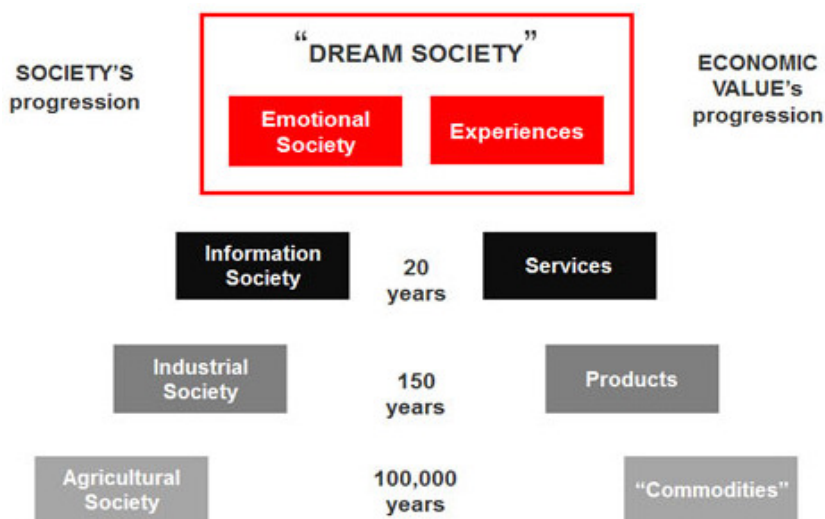 “DREAM SOCIETY”
SOCIETY’S
progression
ECONOMIC
VALUE’s
progression
Emotional
Society
Experiences
Information
Society
20
years
Services
Industrial
Society
150
years
Products
Agricultural
Society
100,000
years
“Commodities”